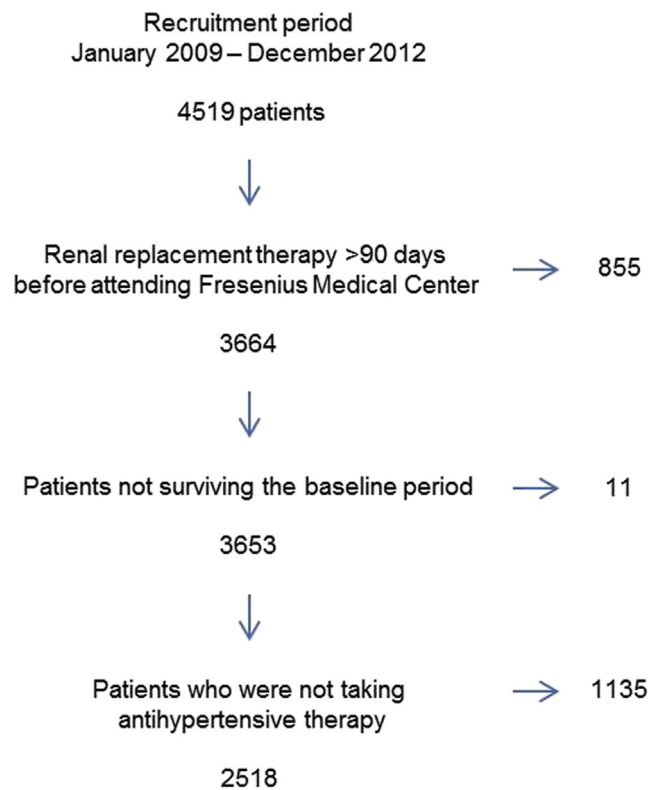 Recruitment period
January 2009 – December 2012
4519 patients
Renal replacement therapy >90 days
before attending Fresenius Medical Center
855
3664
Patients not surviving the baseline period
11
3653
Patients who were not taking
antihypertensive therapy
1135
2518